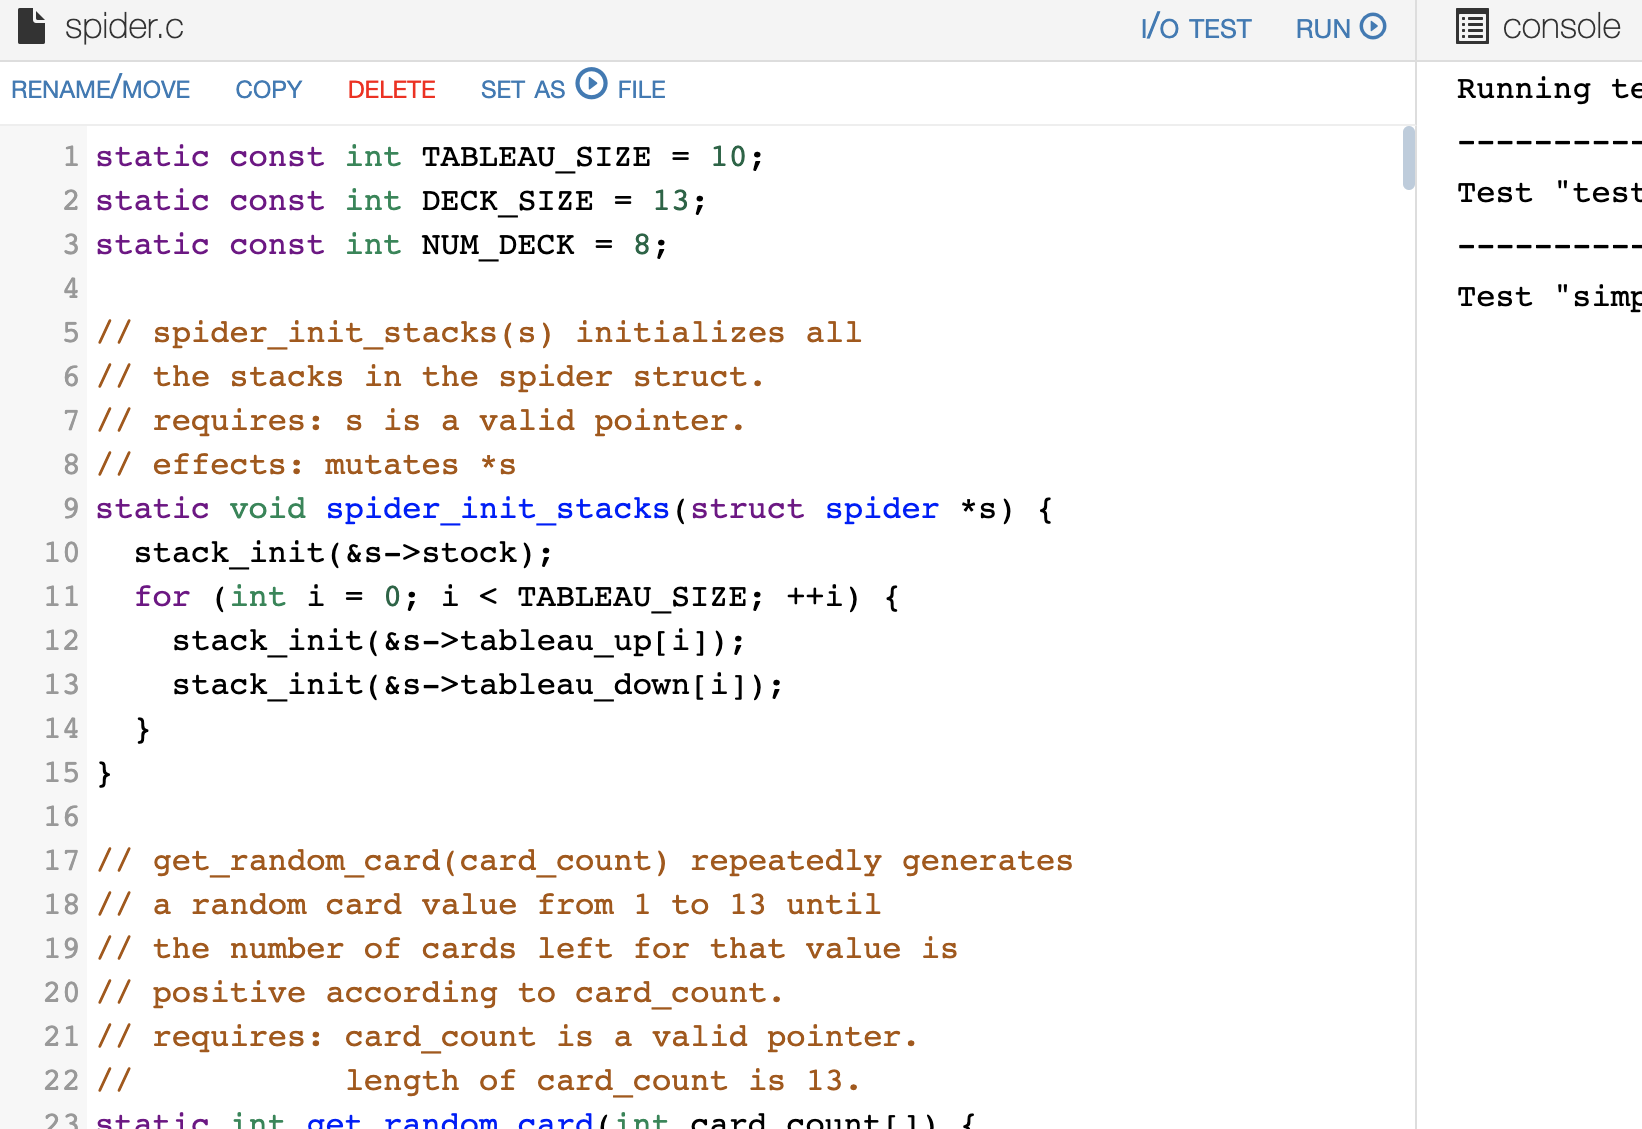 spider.c
I/O TEST RUN
console
RENAME/MOVE COPY DELETE SET AS FILE
1 static const int TABLEAU_SIZE = 10;
2 static const int DECK_SIZE = 13;
3 static const int NUM_DECK = 8;
4
5 // spider_init_stacks(s) initializes all
6 // the stacks in the spider struct.
7 // requires: s is a valid pointer.
8 // effects: mutates *s
9 static void spider_init_stacks(struct spider *s) {
10   stack_init(&s->stock);
11   for (int i = 0; i < TABLEAU_SIZE; ++i) {
12     stack_init(&s->tableau_up[i]);
13     stack_init(&s->tableau_down[i]);
14   }
15 }
16
17 // get_random_card(card_count) repeatedly generates
18 // a random card value from 1 to 13 until
19 // the number of cards left for that value is
20 // positive according to card_count.
21 // requires: card_count is a valid pointer.
22 //           length of card_count is 13.
23 static int get_random_card(int card_count[]) {
Running te
----------
Test "test
----------
Test "simp